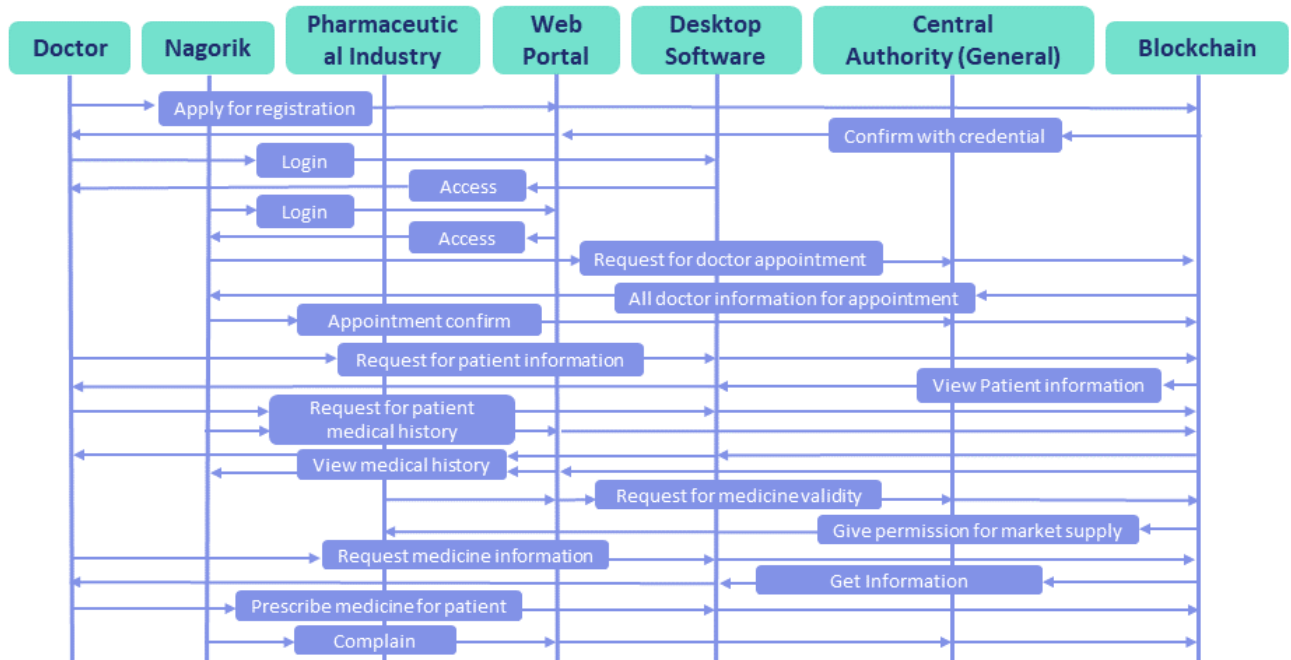 Doctor
Nagorik
Pharmaceutic
al Industry
Web
Portal
Desktop
Software
Central
Authority (General)
Blockchain
Apply for registration
Confirm with credential
Login
Access
Login
Access
Request for doctor appointment
All doctor information for appointment
Appointment confirm
Request for patient information
View Patient information
Request for patient
medical history
View medical history
Request for medicine validity
Give permission for market supply
Request medicine information
Get Information
Prescribe medicine for patient
Complain